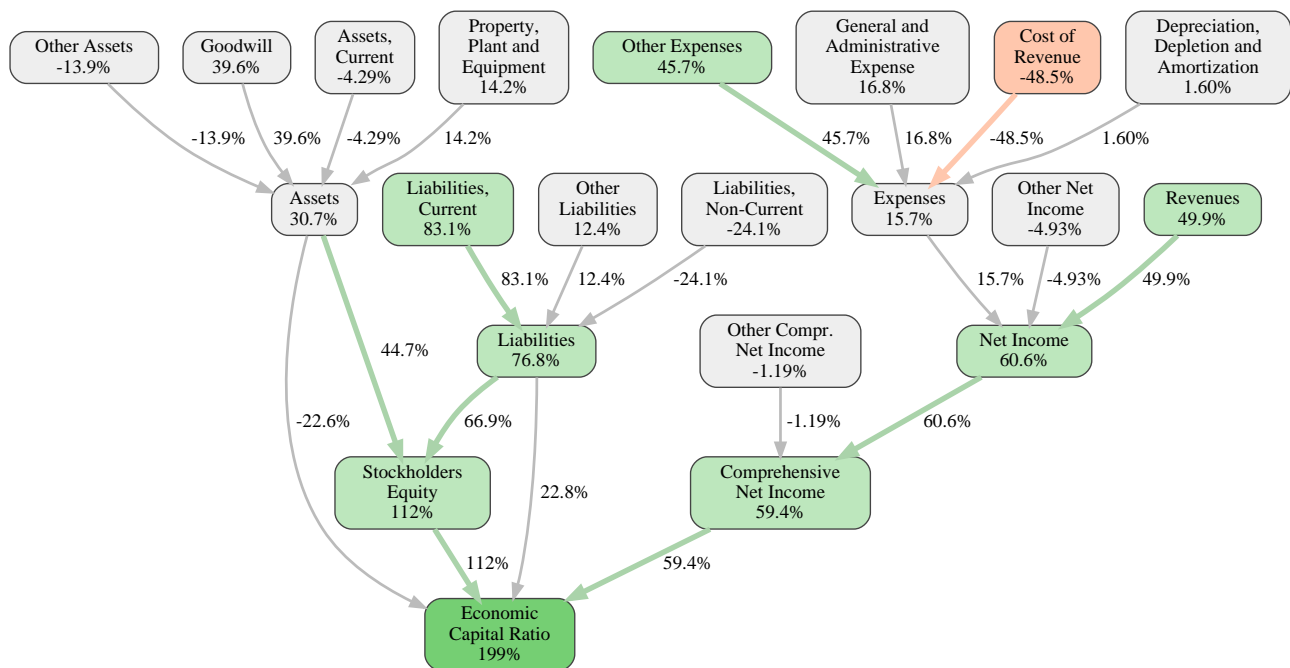 Other Assets
-13.9%
Goodwill
39.6%
Assets,
Current
-4.29%
Property,
Plant and
Equipment
14.2%
Other Expenses
45.7%
General and
Administrative
Expense
16.8%
Cost of
Revenue
-48.5%
Depreciation,
Depletion and
Amortization
1.60%
-13.9%
39.6%
-4.29%
14.2%
45.7%
16.8%
-48.5%
1.60%
Assets
30.7%
Liabilities,
Current
83.1%
Other
Liabilities
12.4%
Liabilities,
Non-Current
-24.1%
Expenses
15.7%
Other Net
Income
-4.93%
Revenues
49.9%
83.1%
12.4%
-24.1%
15.7%
-4.93%
49.9%
44.7%
Liabilities
76.8%
Other Compr.
Net Income
-1.19%
Net Income
60.6%
-22.6%
66.9%
-1.19%
60.6%
Stockholders
Equity
112%
22.8%
Comprehensive
Net Income
59.4%
112%
59.4%
Economic
Capital Ratio
199%